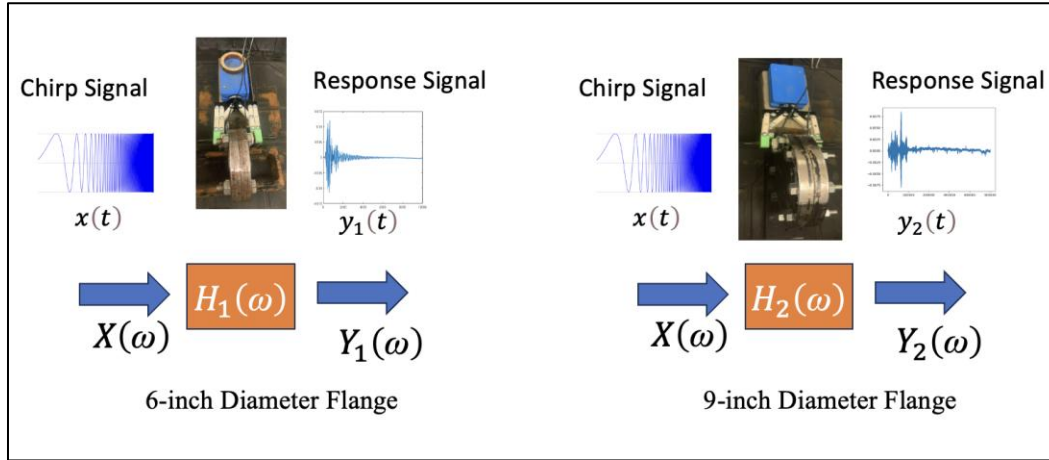 Chirp Signal
Response Signal
x(t)
y₁(t)
X(ω)
H₁(ω)
Y₁(ω)
6-inch Diameter Flange
Chirp Signal
Response Signal
x(t)
y₂(t)
X(ω)
H₂(ω)
Y₂(ω)
9-inch Diameter Flange